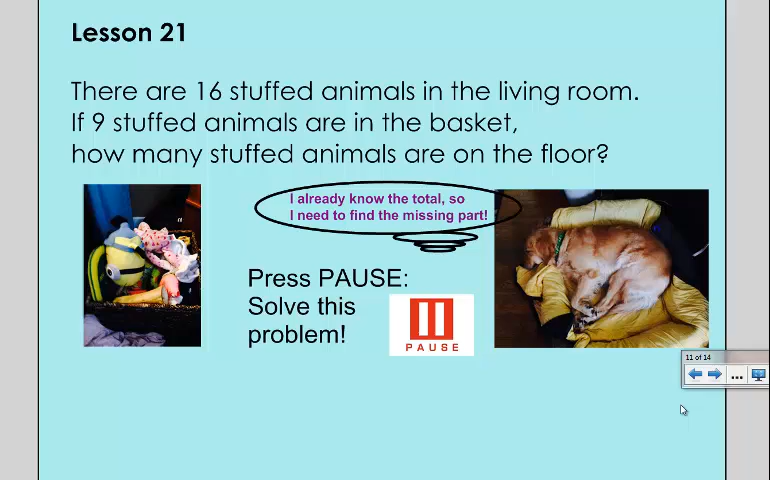 Lesson 21
There are 16 stuffed animals in the living room.
If 9 stuffed animals are in the basket,
how many stuffed animals are on the floor?
I already know the total, so
I need to find the missing part!
Press PAUSE:
Solve this
problem!
PAUSE
11 of 14
...